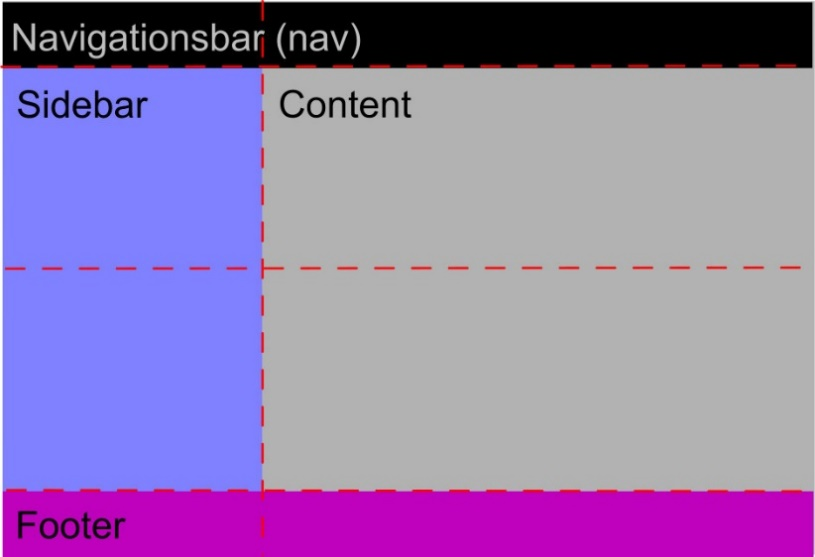 Navigationsbar (nav)
Sidebar
Content
Footer